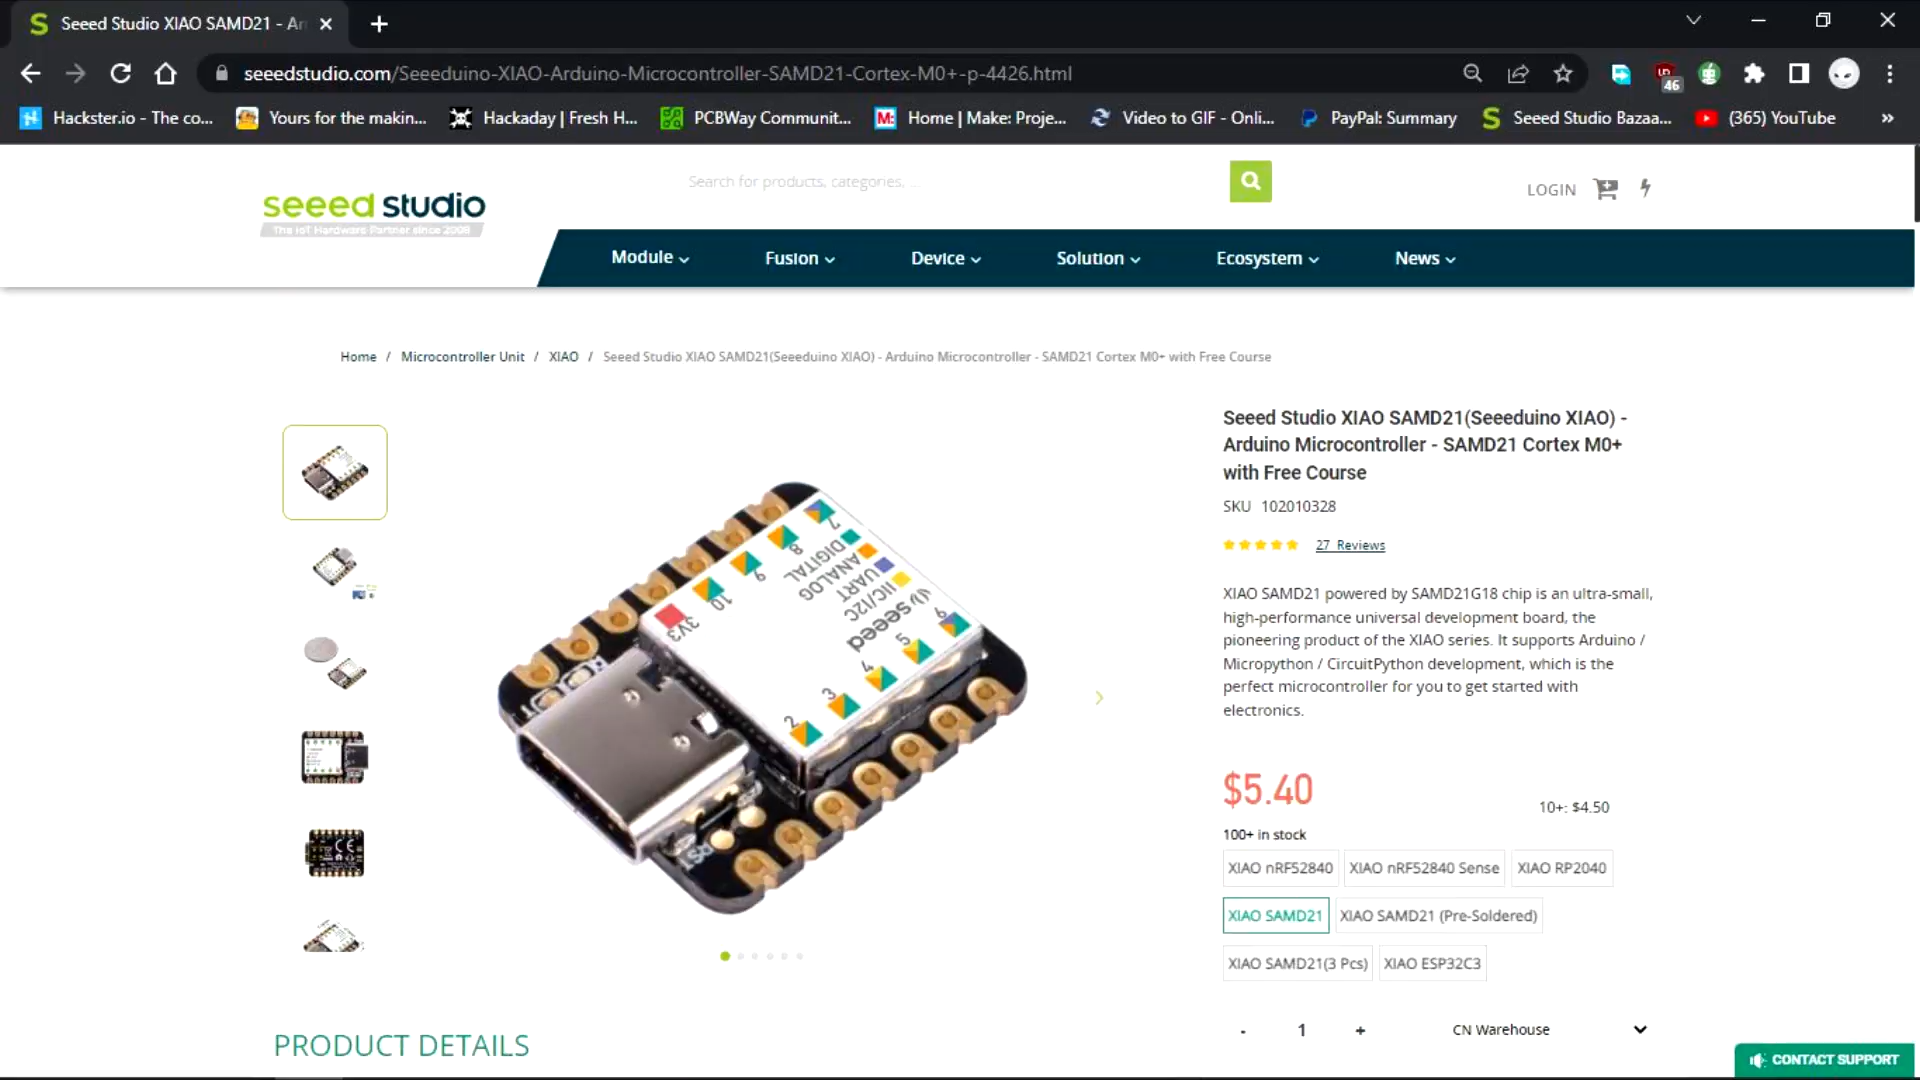 Seeed Studio XIAO SAMD21 - Ar
seeedstudio.com/Seeeduino-XIAO-Arduino-Microcontroller-SAMD21-Cortex-M0+-p-4426.html
46
Hackster.io - The co...
Yours for the makin...
Hackaday | Fresh H...
PCBWay Communit...
M:
Home | Make: Proje...
Video to GIF - Onli...
PayPal: Summary
Seeed Studio Bazaa...
(365) YouTube
seeed studio
The IoT Hardware Partner since 2008
Search for products, categories, ...
LOGIN
Module
Fusion
Device
Solution
Ecosystem
News
Home / Microcontroller Unit / XIAO / Seeed Studio XIAO SAMD21(Seeeduino XIAO) - Arduino Microcontroller - SAMD21 Cortex M0+ with Free Course
7
8
9
10
3V3
DIGITAL
ANALOG
UART
IIC/I2C
seeed
6
5
4
3
2
RST
Seeed Studio XIAO SAMD21(Seeeduino XIAO) -
Arduino Microcontroller - SAMD21 Cortex M0+
with Free Course
SKU 102010328
27 Reviews
XIAO SAMD21 powered by SAMD21G18 chip is an ultra-small,
high-performance universal development board, the
pioneering product of the XIAO series. It supports Arduino /
Micropython / CircuitPython development, which is the
perfect microcontroller for you to get started with
electronics.
$5.40
10+: $4.50
100+ in stock
XIAO nRF52840
XIAO nRF52840 Sense
XIAO RP2040
XIAO SAMD21
XIAO SAMD21 (Pre-Soldered)
XIAO SAMD21(3 Pcs)
XIAO ESP32C3
- 1 +
CN Warehouse
PRODUCT DETAILS
CONTACT SUPPORT